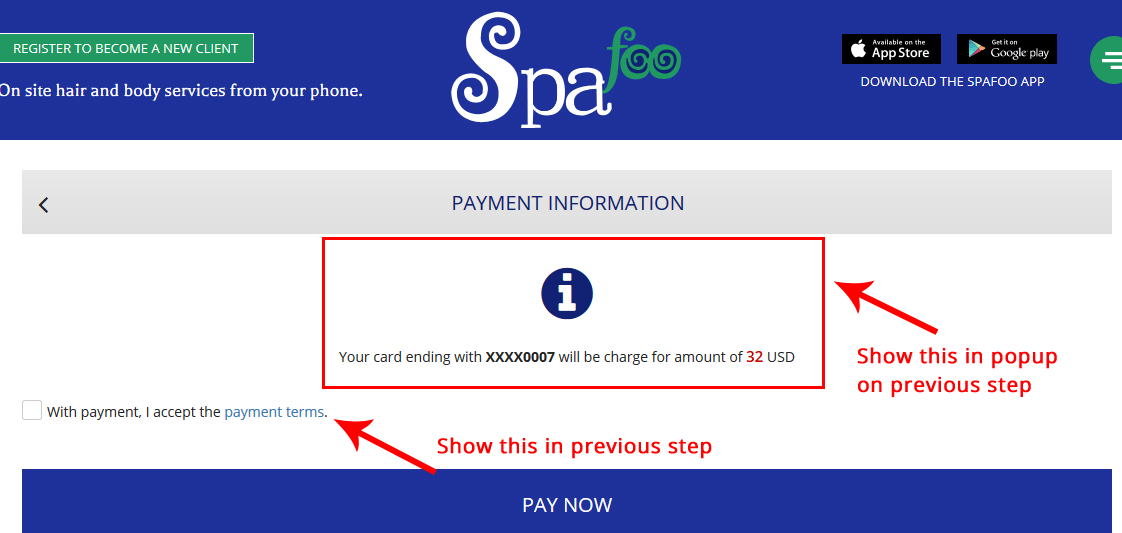 REGISTER TO BECOME A NEW CLIENT
On site hair and body services from your phone.
Spafoo
Available on the
App Store
Get it on
Google play
DOWNLOAD THE SPAFOO APP
PAYMENT INFORMATION
Your card ending with XXXX0007 will be charge for amount of 32 USD
Show this in popup
on previous step
With payment, I accept the payment terms.
Show this in previous step
PAY NOW